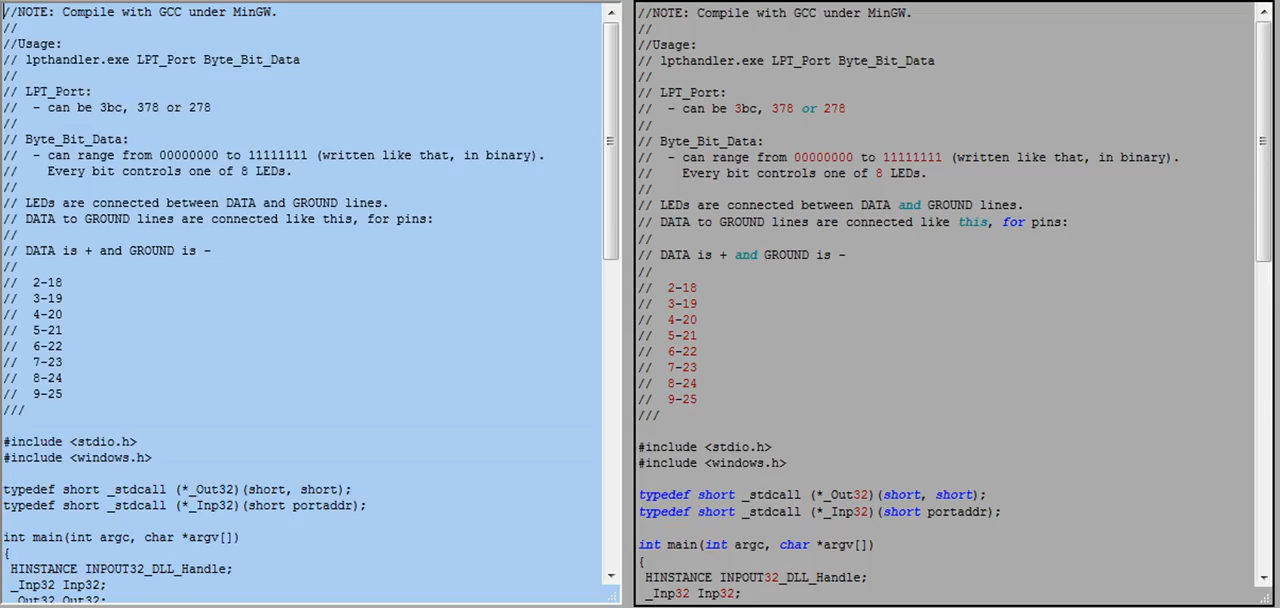 //NOTE: Compile with GCC under MinGW.
//
//Usage:
// lpthandler.exe LPT_Port Byte_Bit_Data
//
// LPT_Port:
//  - can be 3bc, 378 or 278
//
// Byte_Bit_Data:
//  - can range from 00000000 to 11111111 (written like that, in binary).
//    Every bit controls one of 8 LEDs.
//
// LEDs are connected between DATA and GROUND lines.
// DATA to GROUND lines are connected like this, for pins:
//
// DATA is + and GROUND is -
//
//  2-18
//  3-19
//  4-20
//  5-21
//  6-22
//  7-23
//  8-24
//  9-25
///
#include <stdio.h>
#include <windows.h>
typedef short _stdcall (*_Out32)(short, short);
typedef short _stdcall (*_Inp32)(short portaddr);
int main(int argc, char *argv[])
{
 HINSTANCE INPOUT32_DLL_Handle;
 _Inp32 Inp32;
 _Out32 Out32;
//NOTE: Compile with GCC under MinGW.
//
//Usage:
// lpthandler.exe LPT_Port Byte_Bit_Data
//
// LPT_Port:
//  - can be 3bc, 378 or 278
//
// Byte_Bit_Data:
//  - can range from 00000000 to 11111111 (written like that, in binary).
//    Every bit controls one of 8 LEDs.
//
// LEDs are connected between DATA and GROUND lines.
// DATA to GROUND lines are connected like this, for pins:
//
// DATA is + and GROUND is -
//
//  2-18
//  3-19
//  4-20
//  5-21
//  6-22
//  7-23
//  8-24
//  9-25
///
#include <stdio.h>
#include <windows.h>
typedef short _stdcall (*_Out32)(short, short);
typedef short _stdcall (*_Inp32)(short portaddr);
int main(int argc, char *argv[])
{
 HINSTANCE INPOUT32_DLL_Handle;
 _Inp32 Inp32;